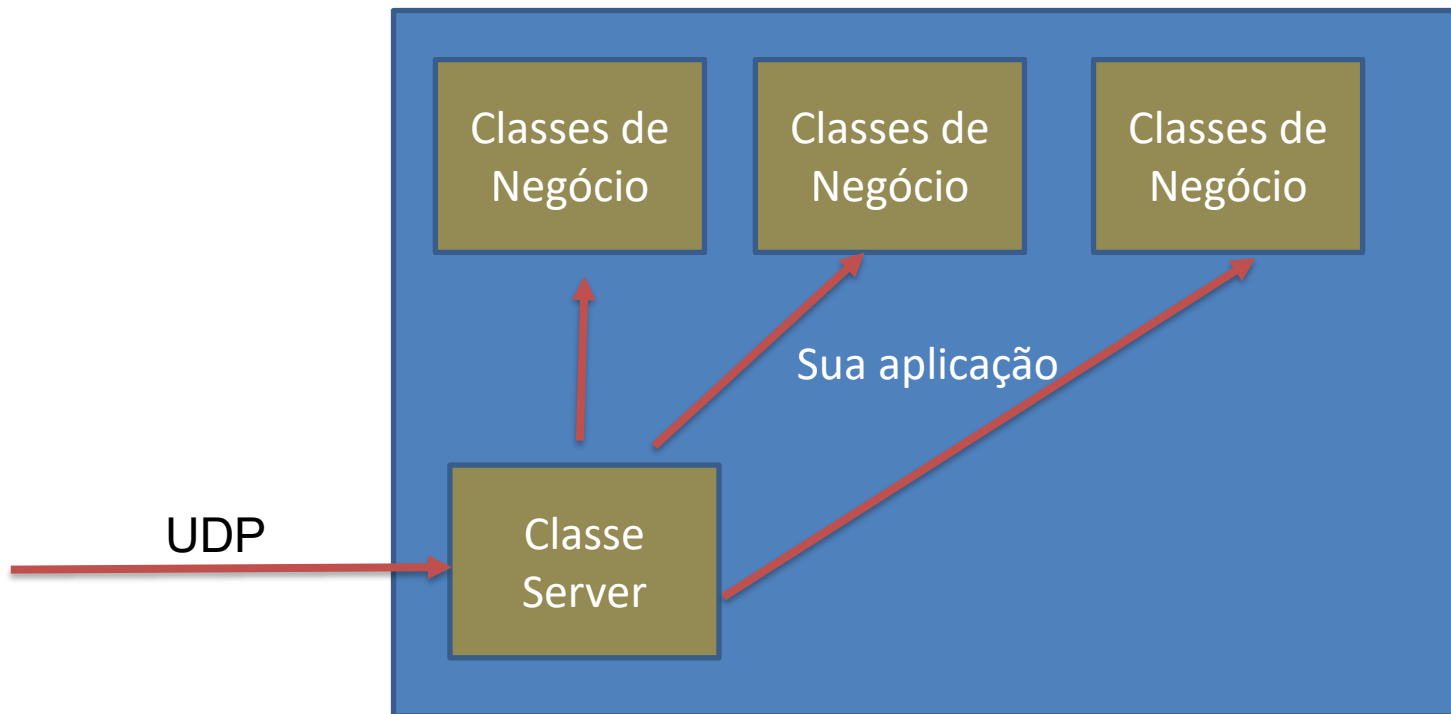 Classes de
Negócio
Classes de
Negócio
Classes de
Negócio
Sua aplicação
UDP
Classe
Server